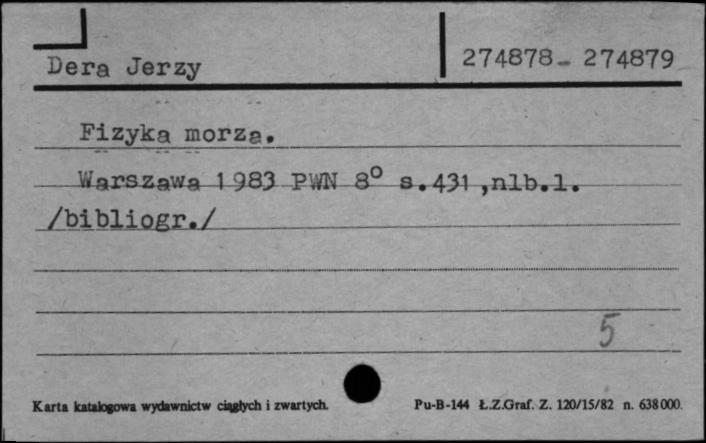 Dera Jerzy
274878- 274879
Fizyka morza.
Warszawa 1983 PWN 8° s.431 ,nlb.1.
/bibliogr./
5
Karta katalogowa wydawnictw ciągłych i zwartych.
Pu-B-144 Ł.Z.Graf. Z. 120/15/82 n. 638000.